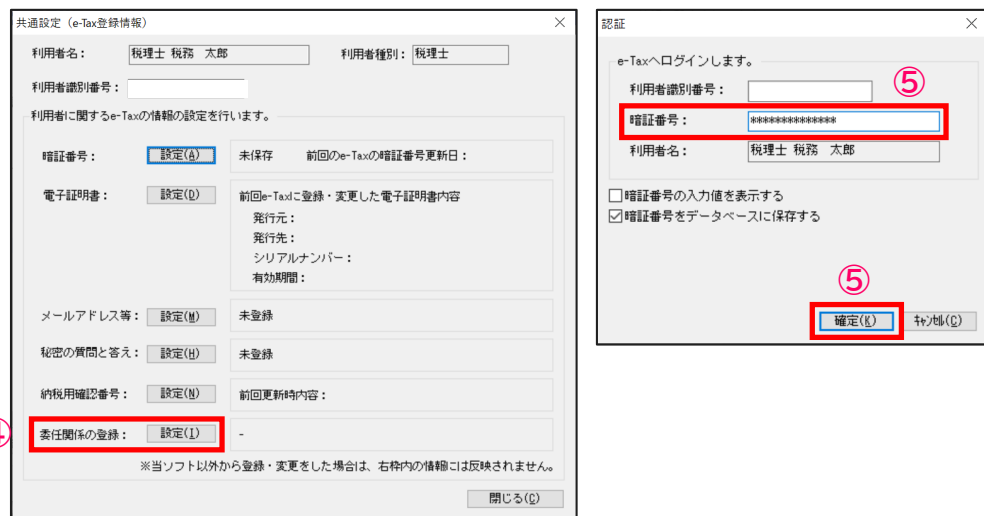 共通設定（e-Tax登録情報）
利用者名： 税理士 税務 太郎 利用者種別： 税理士
利用者識別番号：
利用者に関するe-Taxの情報の設定を行います。
暗証番号： 設定(A) 未保存 前回のe-Taxの暗証番号更新日：
電子証明書： 設定(D) 前回e-Taxに登録・変更した電子証明書内容
発行元：
発行先：
シリアルナンバー：
有効期間：
メールアドレス等： 設定(M) 未登録
秘密の質問と答え： 設定(H) 未登録
納税用確認番号： 設定(N) 前回更新時内容：
④
委任関係の登録： 設定(I) -
※当ソフト以外から登録・変更をした場合は、右枠内の情報には反映されません。
閉じる(C)
認証
e-Taxへログインします。
⑤
利用者識別番号：
暗証番号： **************
利用者名： 税理士 税務 太郎
暗証番号の入力値を表示する
暗証番号をデータベースに保存する
⑤
確定(K) ｷｬﾝｾﾙ(C)